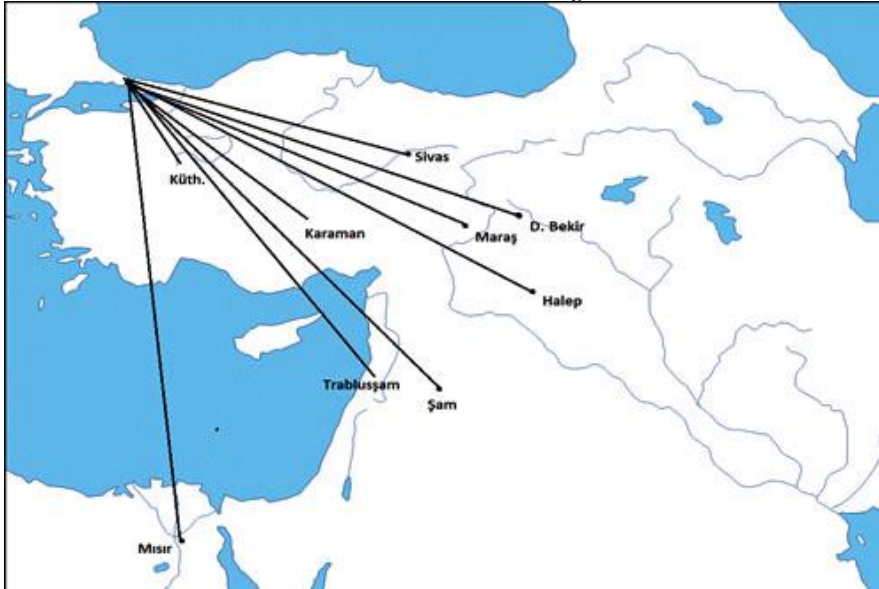 Sivas
Küth.
D. Bekir
Karaman
Maraş
Halep
Trablusşam
Şam
Mısır